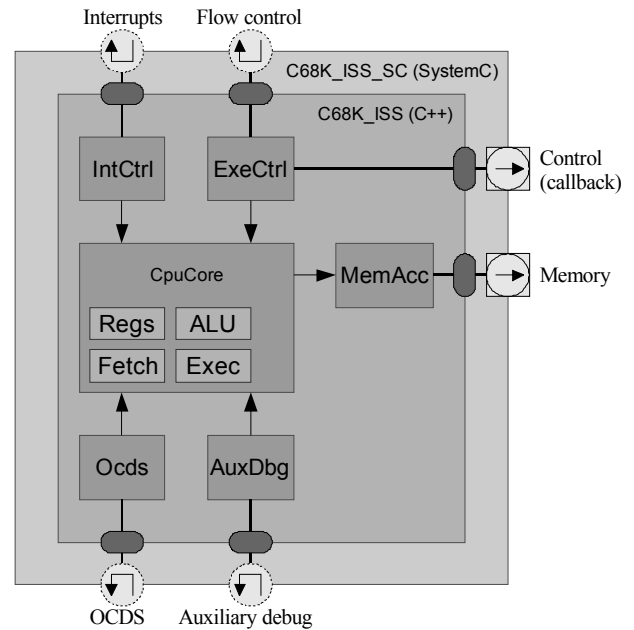 Interrupts
Flow control
C68K_ISS_SC (SystemC)
C68K_ISS (C++)
IntCtrl
ExeCtrl
Control
(callback)
CpuCore
MemAcc
Memory
Regs
ALU
Fetch
Exec
Ocds
AuxDbg
OCDS
Auxiliary debug